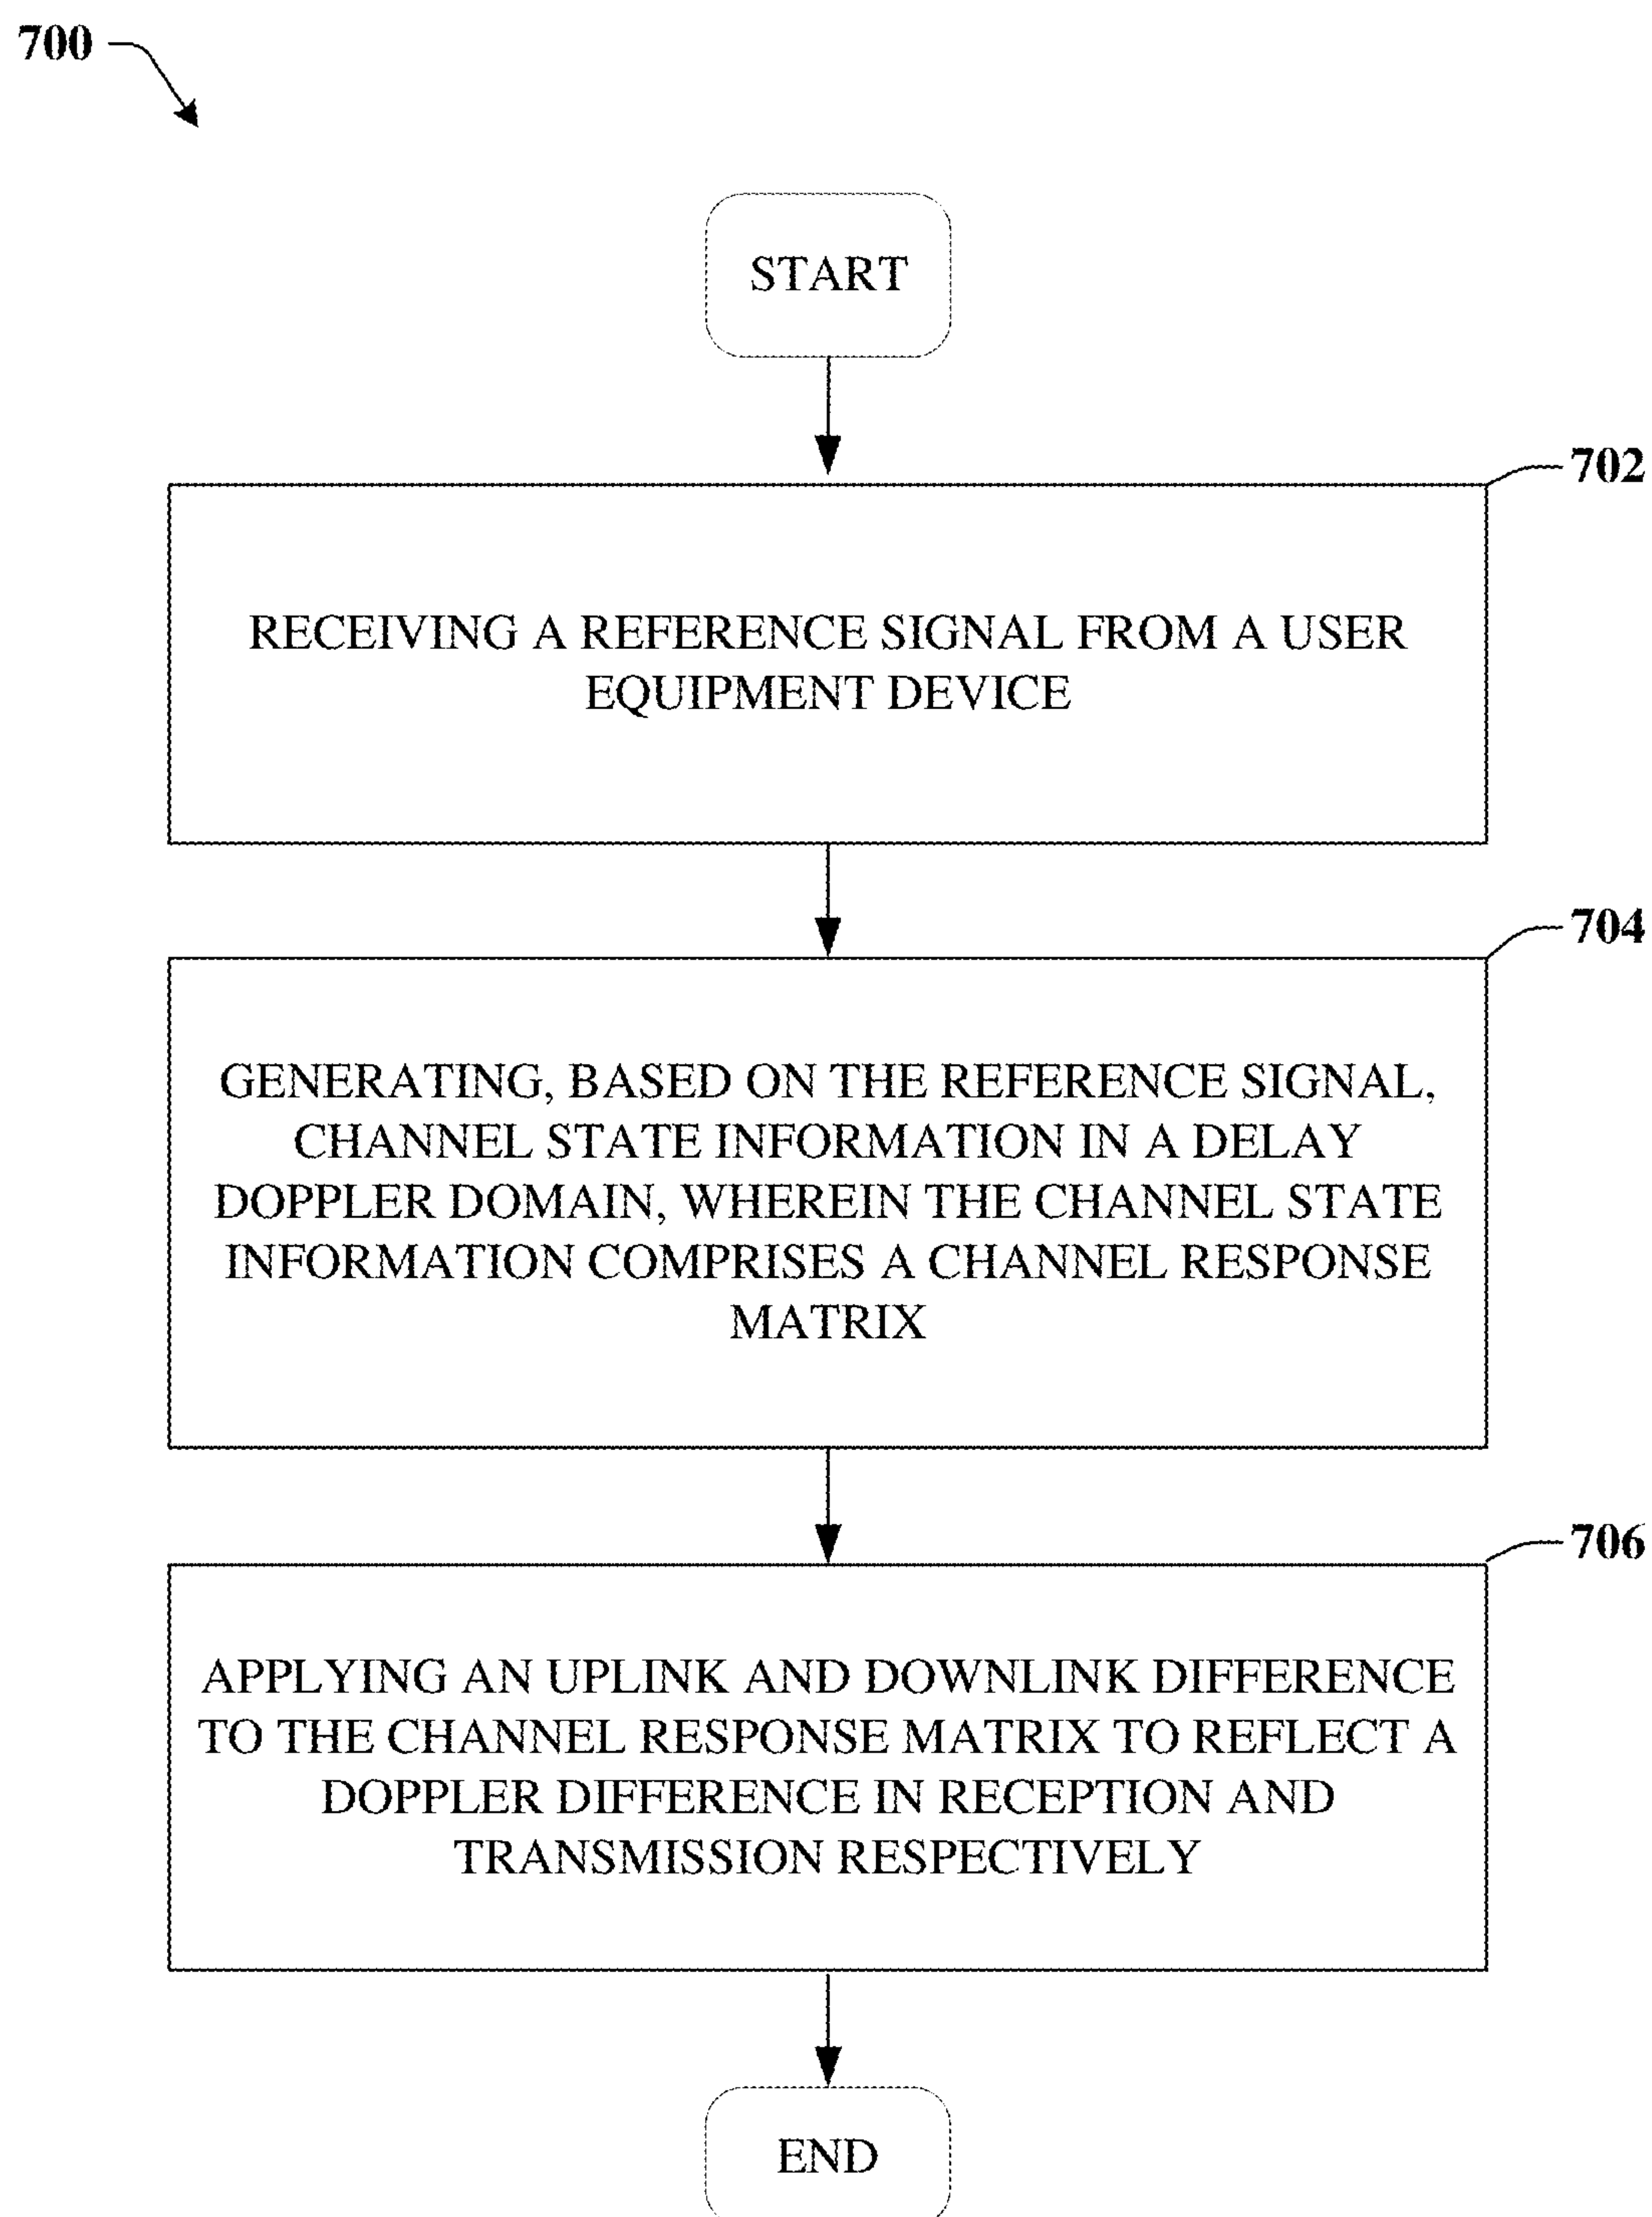 700
START
702
RECEIVING A REFERENCE SIGNAL FROM A USER
EQUIPMENT DEVICE
704
GENERATING, BASED ON THE REFERENCE SIGNAL,
CHANNEL STATE INFORMATION IN A DELAY
DOPPLER DOMAIN, WHEREIN THE CHANNEL STATE
INFORMATION COMPRISES A CHANNEL RESPONSE
MATRIX
706
APPLYING AN UPLINK AND DOWNLINK DIFFERENCE
TO THE CHANNEL RESPONSE MATRIX TO REFLECT A
DOPPLER DIFFERENCE IN RECEPTION AND
TRANSMISSION RESPECTIVELY
END